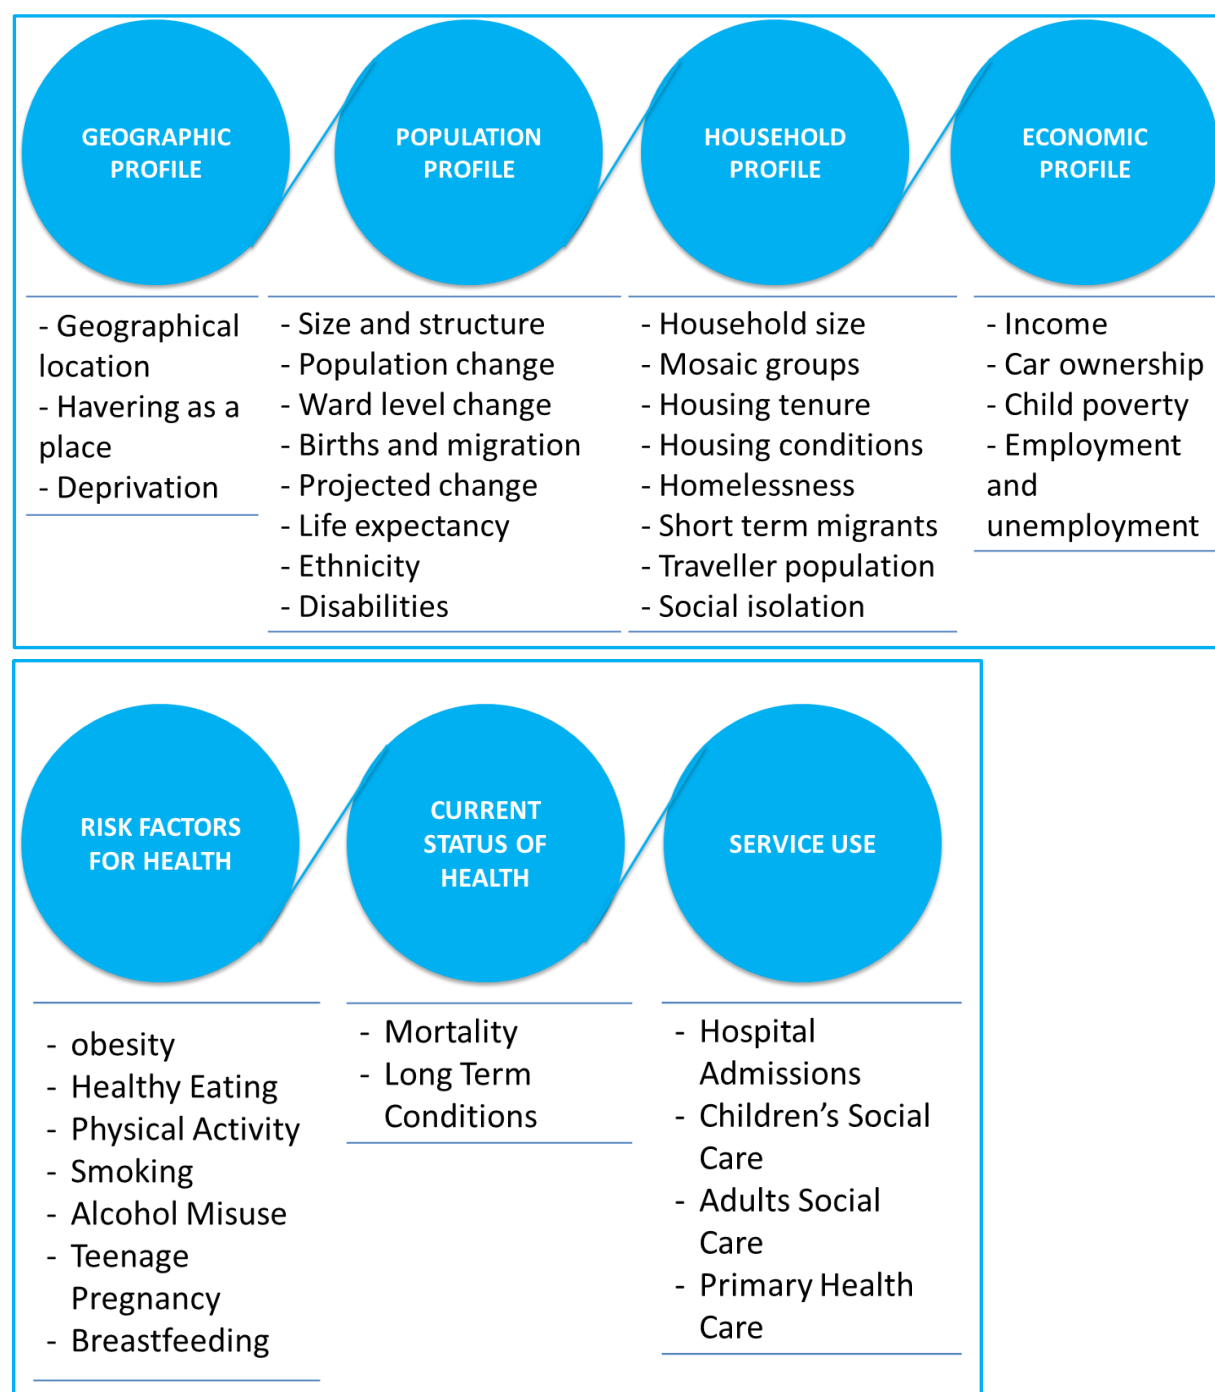 GEOGRAPHIC
PROFILE
POPULATION
PROFILE
HOUSEHOLD
PROFILE
ECONOMIC
PROFILE
- Geographical
location
- Havering as a
place
- Deprivation
- Size and structure
- Population change
- Ward level change
- Births and migration
- Projected change
- Life expectancy
- Ethnicity
- Disabilities
- Household size
- Mosaic groups
- Housing tenure
- Housing conditions
- Homelessness
- Short term migrants
- Traveller population
- Social isolation
- Income
- Car ownership
- Child poverty
- Employment
and
unemployment
RISK FACTORS
FOR HEALTH
CURRENT
STATUS OF
HEALTH
SERVICE USE
- obesity
- Healthy Eating
- Physical Activity
- Smoking
- Alcohol Misuse
- Teenage
Pregnancy
- Breastfeeding
- Mortality
- Long Term
Conditions
- Hospital
Admissions
- Children’s Social
Care
- Adults Social
Care
- Primary Health
Care